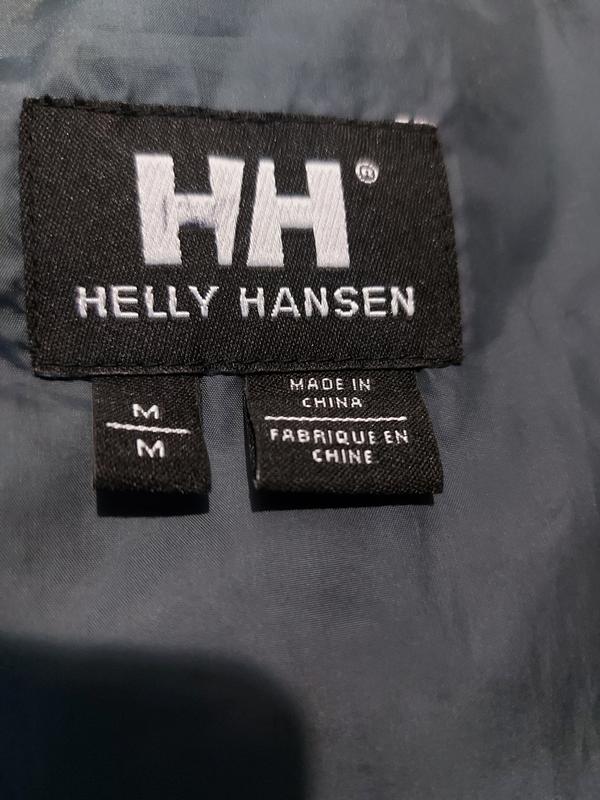 HH®
HELLY HANSEN
M
M
MADE IN
CHINA
FABRIQUE EN
CHINE